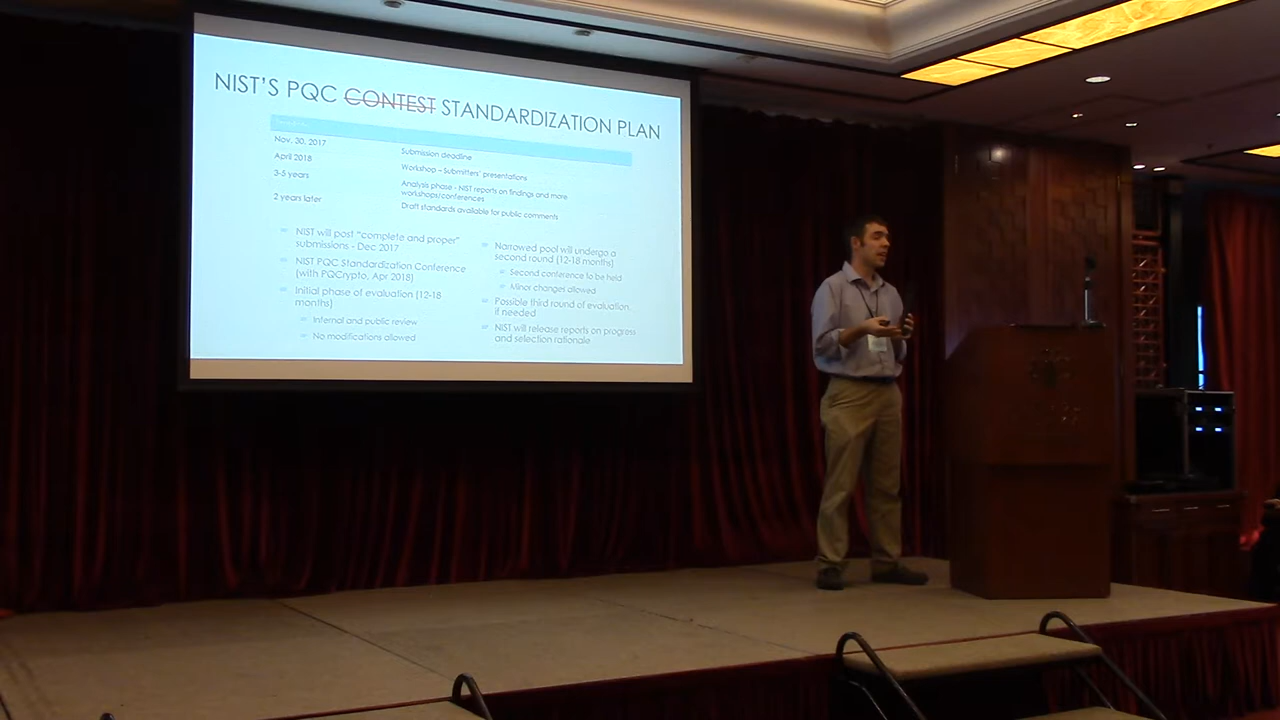 NIST'S PQC CONTEST STANDARDIZATION PLAN
Nov. 30, 2017 Submission deadline
April 2018 Workshop – Submitters' presentations
3-5 years Analysis phase - NIST reports on findings and more
workshops/conferences
2 years later Draft standards available for public comments
NIST will post "complete and proper"
submissions - Dec 2017
NIST PQC Standardization Conference
(with PQCrypto, Apr 2018)
Initial phase of evaluation (12-18
months)
Internal and public review
No modifications allowed
Narrowed pool will undergo a
second round (12-18 months)
Second conference to be held
Minor changes allowed
Possible third round of evaluation,
if needed
NIST will release reports on progress
and selection rationale